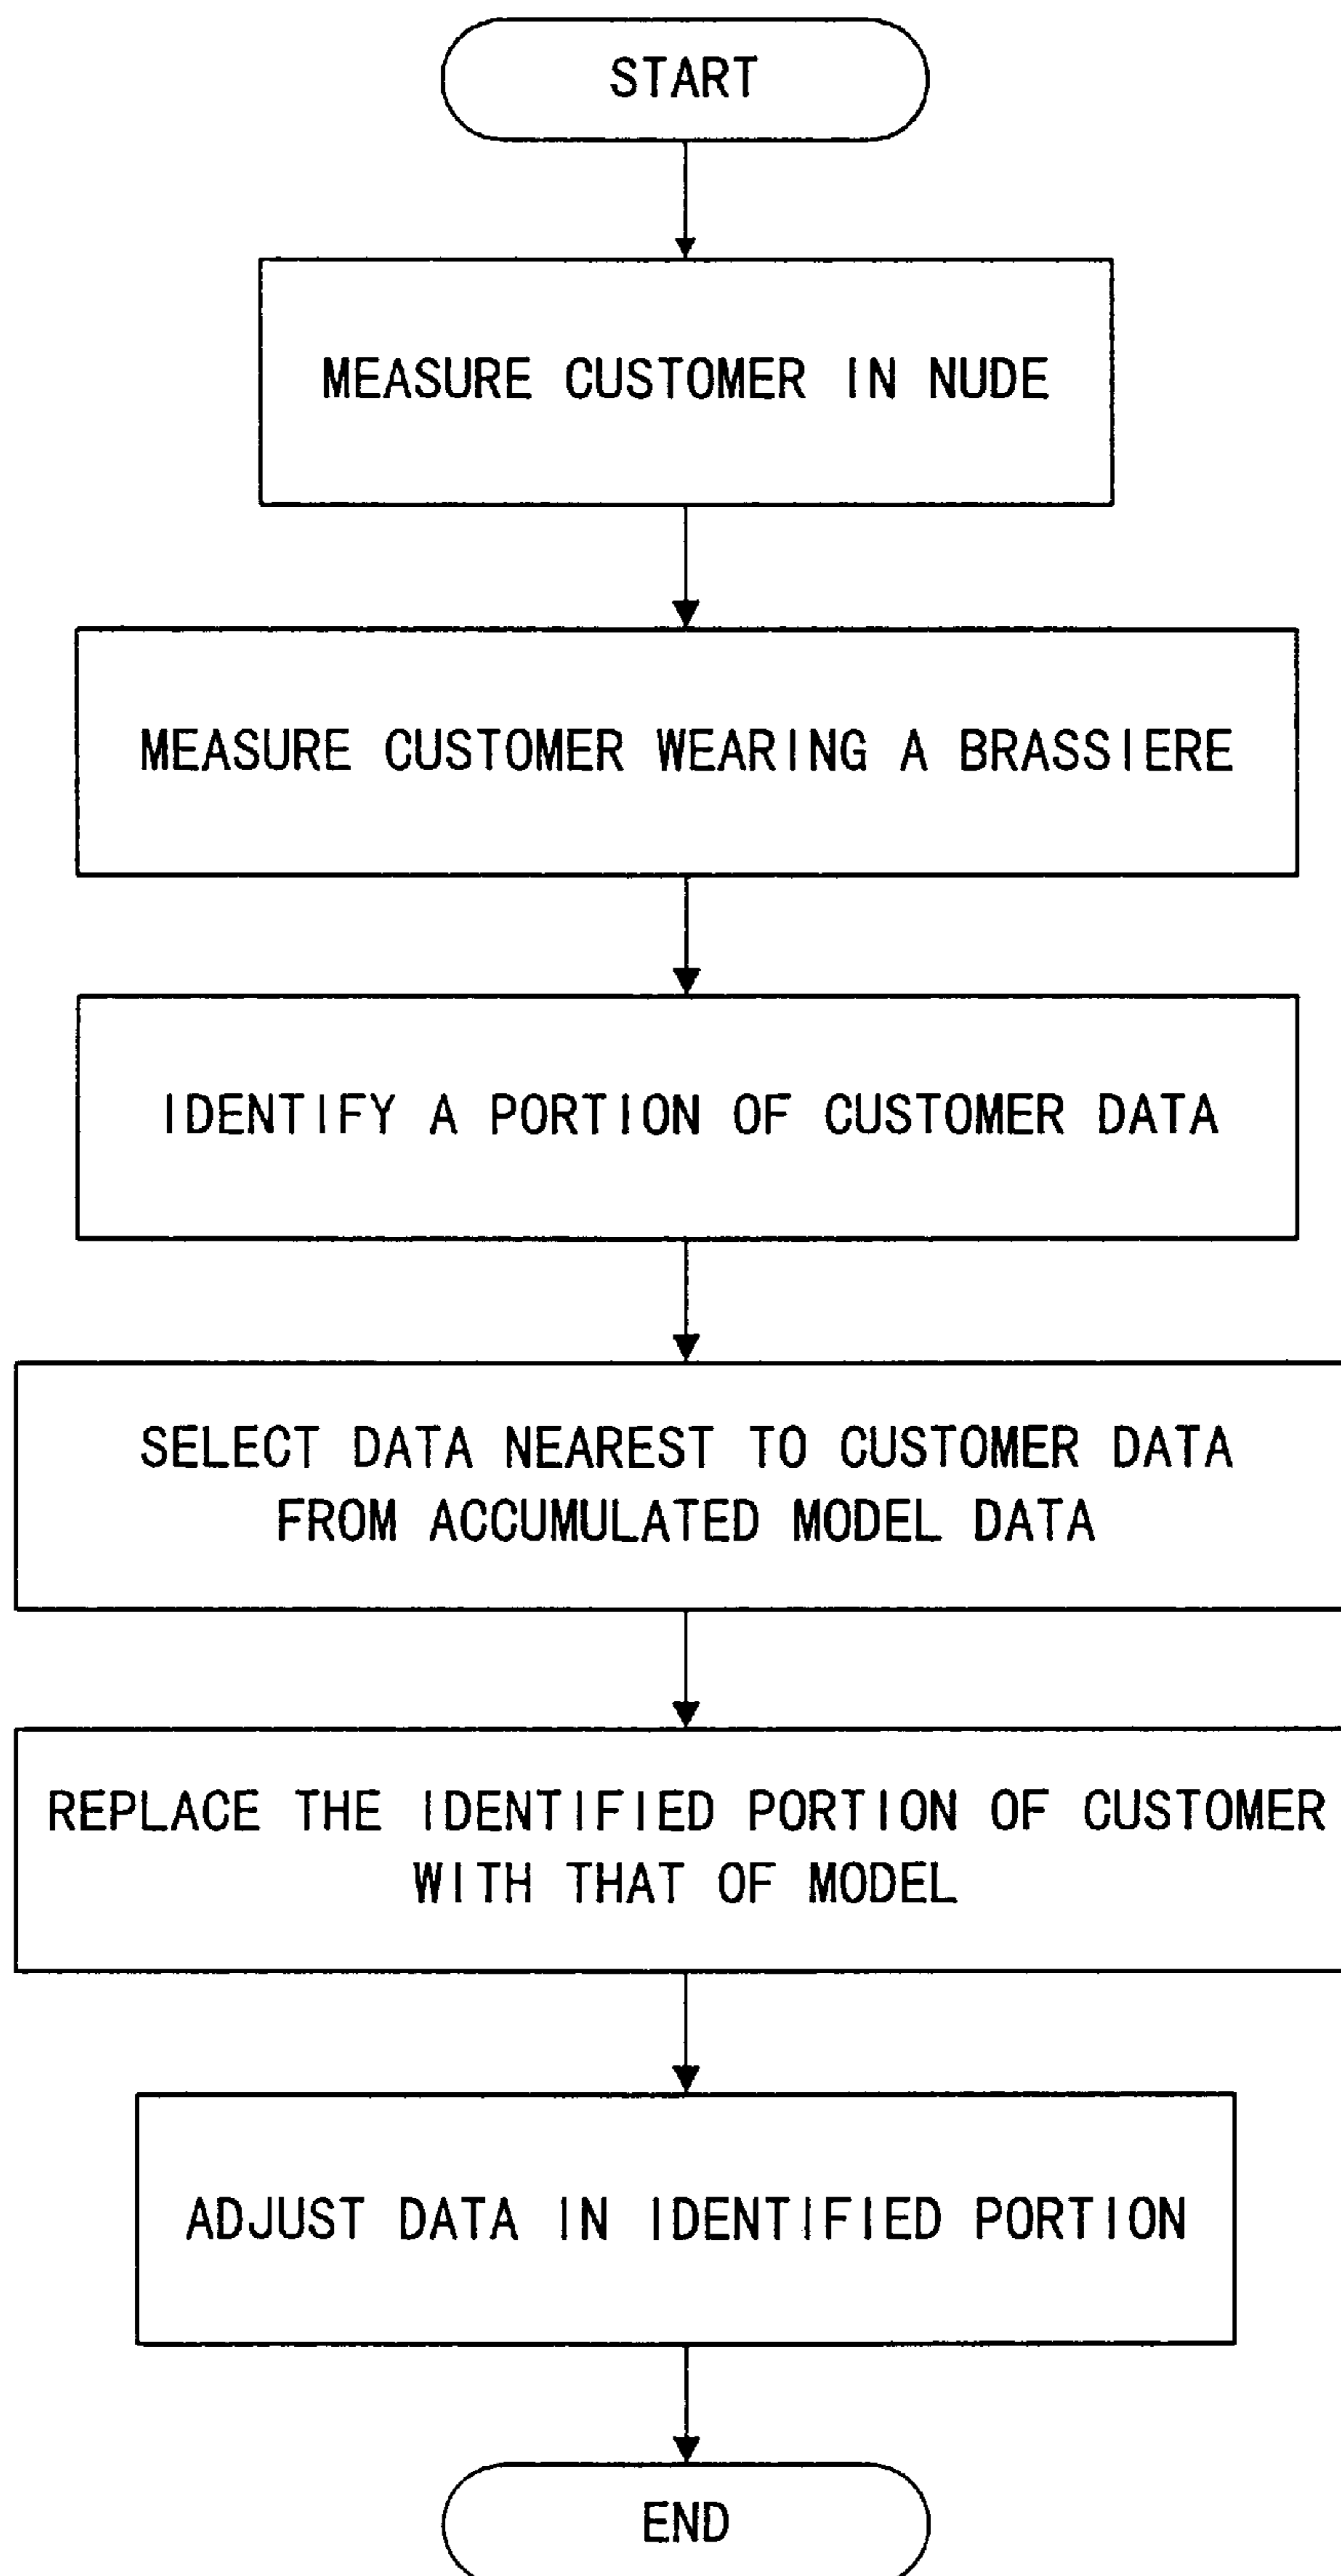 START
MEASURE CUSTOMER IN NUDE
MEASURE CUSTOMER WEARING A BRASSIERE
IDENTIFY A PORTION OF CUSTOMER DATA
SELECT DATA NEAREST TO CUSTOMER DATA
FROM ACCUMULATED MODEL DATA
REPLACE THE IDENTIFIED PORTION OF CUSTOMER
WITH THAT OF MODEL
ADJUST DATA IN IDENTIFIED PORTION
END